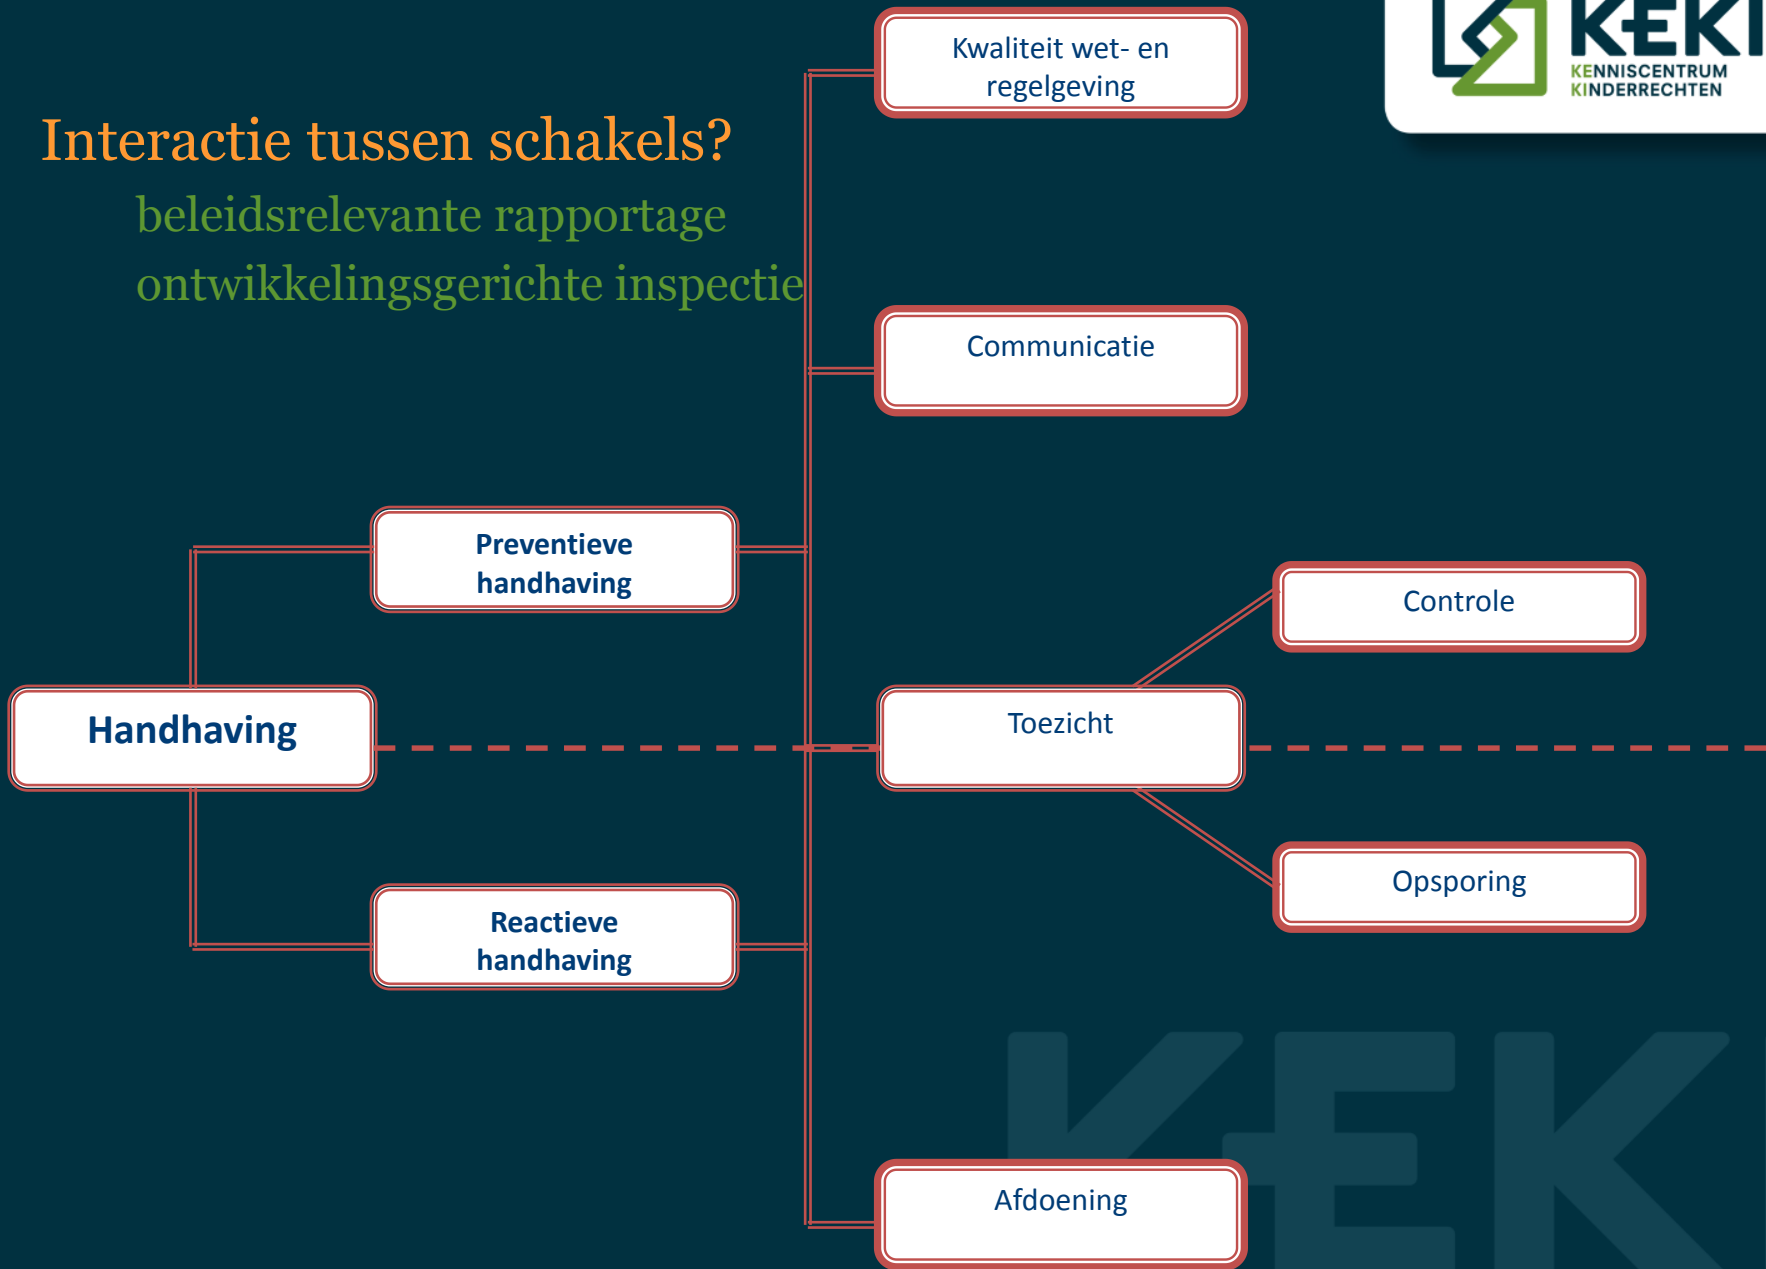 KEKI
KENNISCENTRUM
KINDERRECHTEN
Interactie tussen schakels?
beleidsrelevante rapportage
ontwikkelingsgerichte inspectie
Kwaliteit wet- en
regelgeving
Communicatie
Preventieve
handhaving
Controle
Handhaving
Toezicht
Opsporing
Reactieve
handhaving
Afdoening
KEK